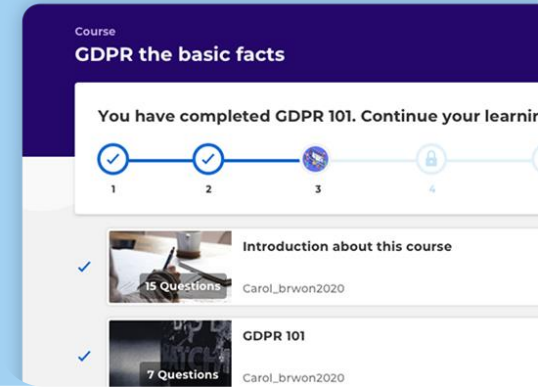 Course
GDPR the basic facts
You have completed GDPR 101. Continue your learnin
1
2
3
4
15 Questions
Introduction about this course
Carol_brwon2020
7 Questions
GDPR 101
Carol_brwon2020